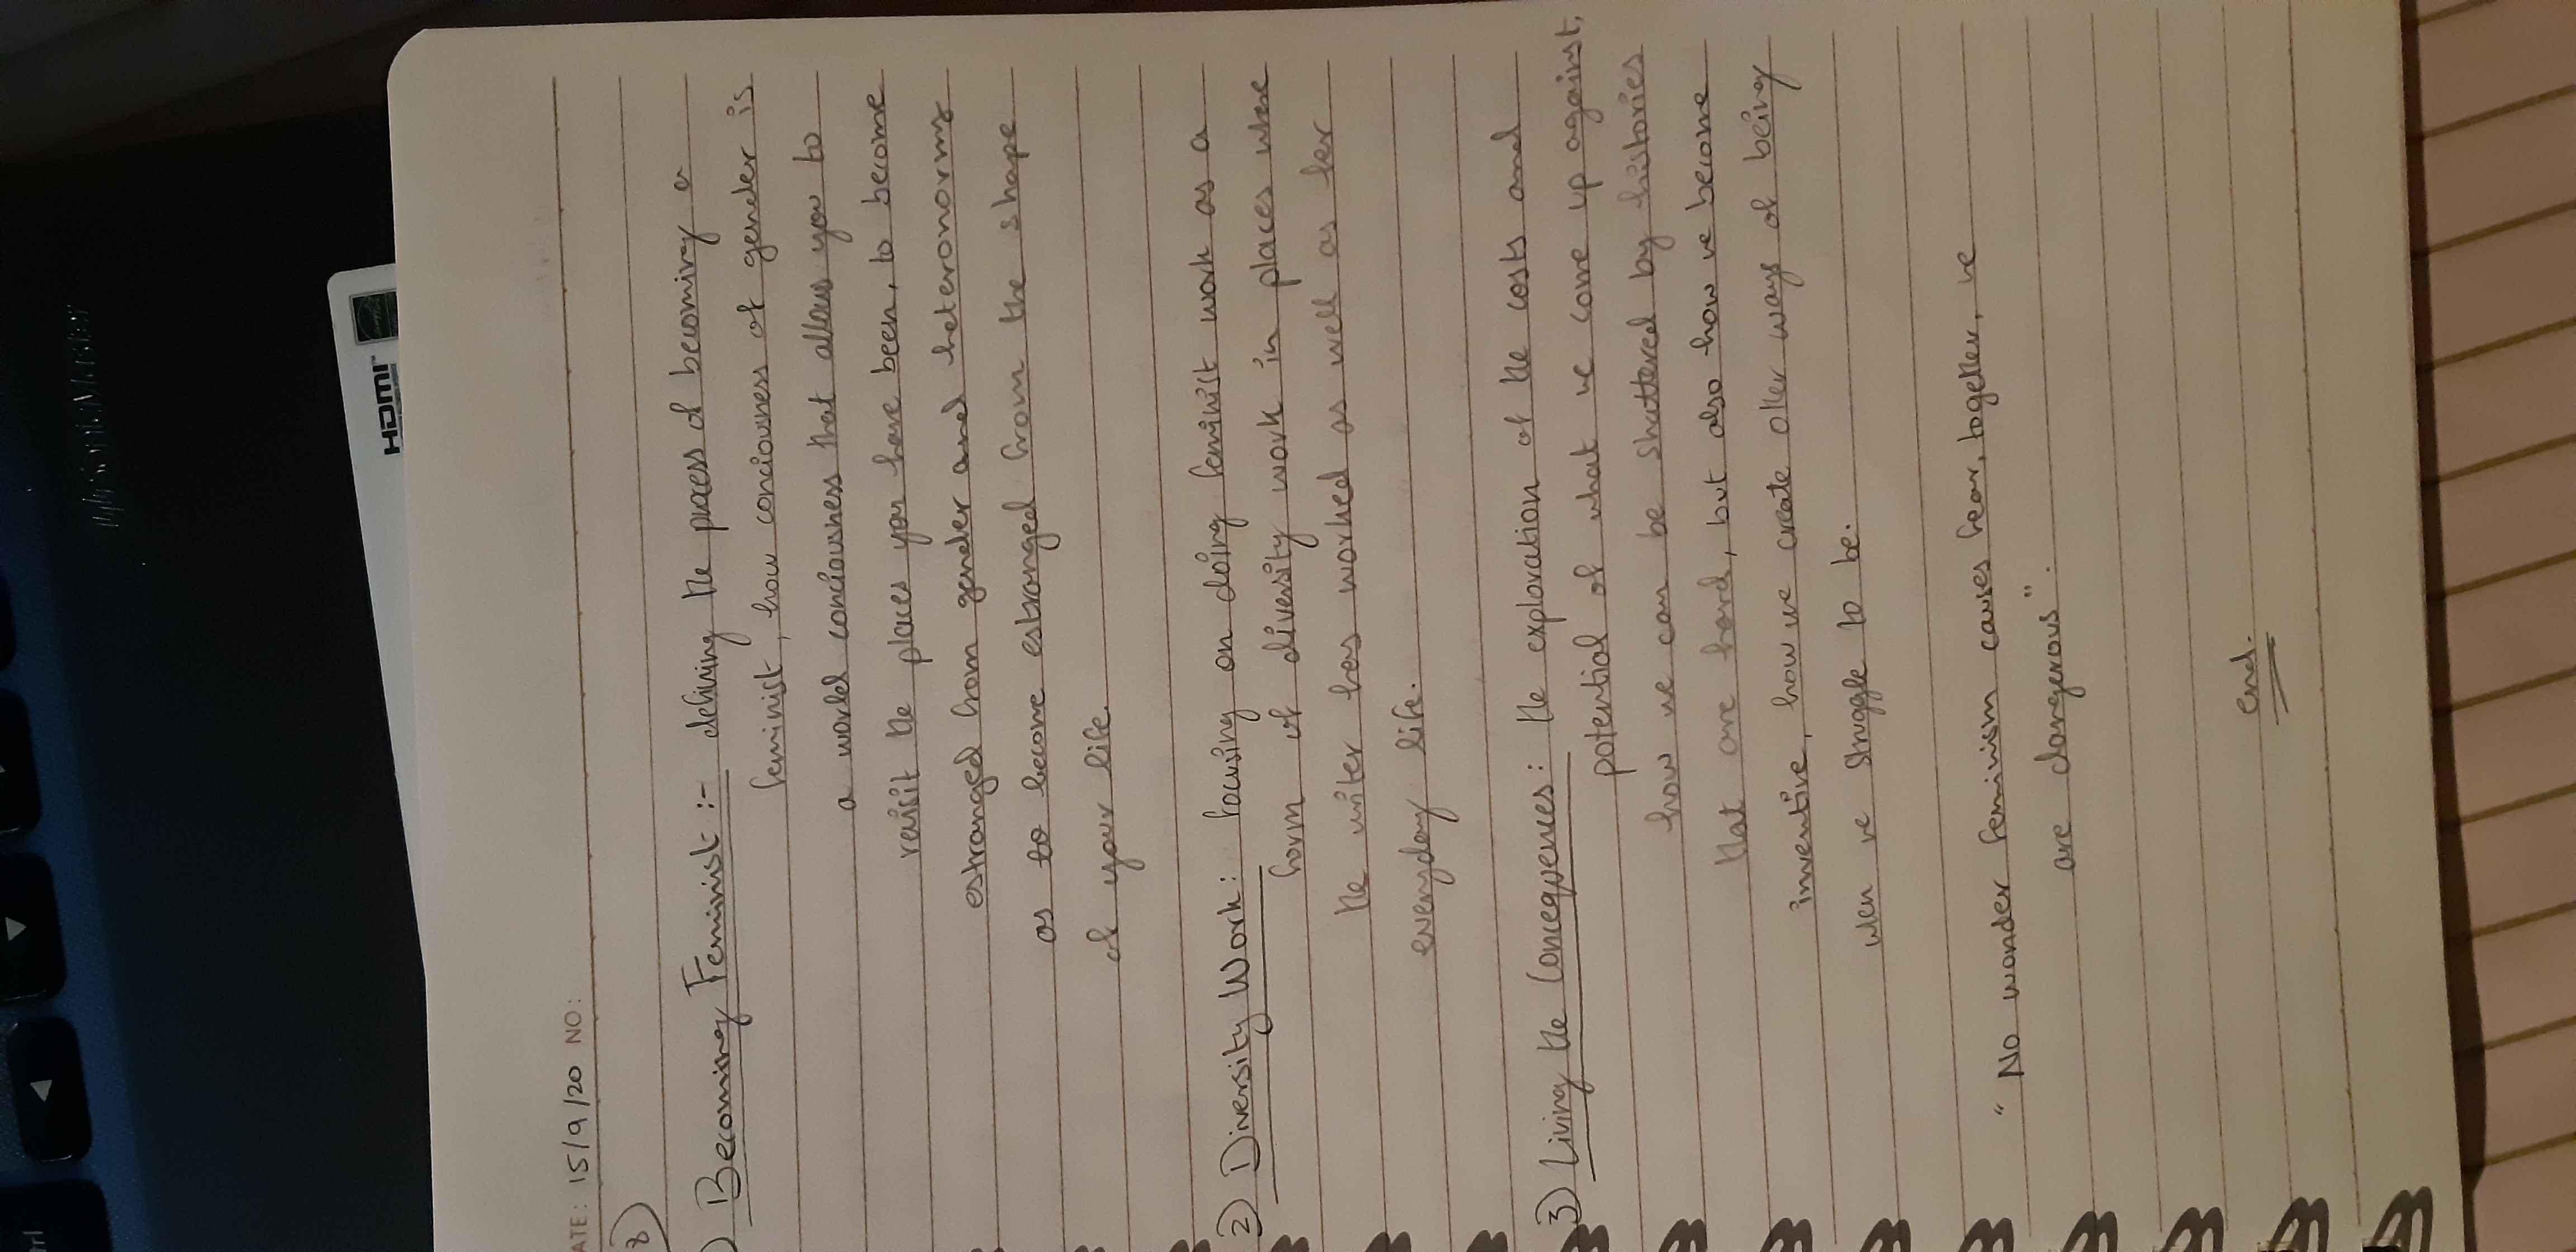 trl
SonicMaster
HDMI™
ATE: 15/9/20 NO:
8
) Becoming Feminist :- defining the process of becoming a
feminist, how conciousness of gender is
a world conciousness that allows you to
revisit the places you have been, to become
estranged from gender and heteronorms
as to become estranged from the shape
of your life.
2) Diversity Work: focusing on doing feminist work as a
form of diversity work in places where
the writer has worked as well as her
everyday life.
3) Living the Concequences: the exploration of the costs and
potential of what we come up against,
how we can be shattered by histories
that are hard, but also how we become
inventive, how we create other ways of being
when we struggle to be.
"No wonder feminism causes fear, together, we
are dangerous".
end.